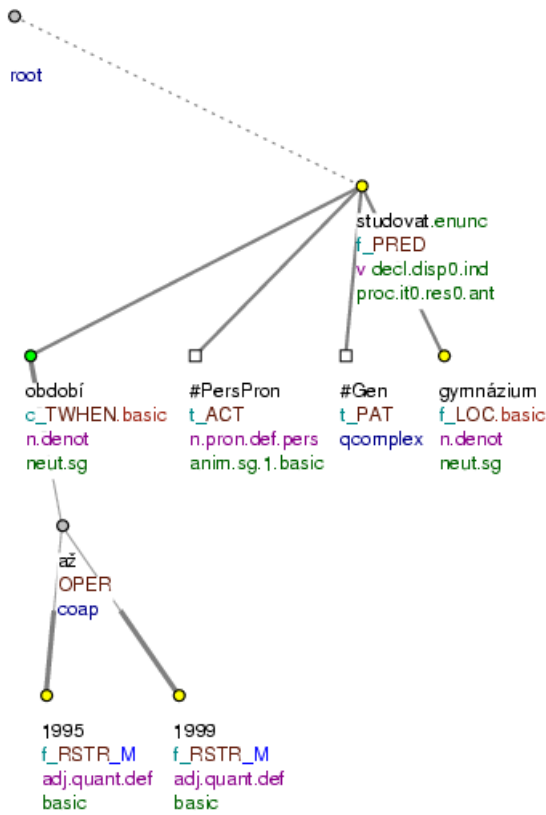 root
studovat.enunc
f_PRED
v decl.disp0.ind
proc.it0.res0.ant
období
c_TWHEN.basic
n.denot
neut.sg
#PersPron
t_ACT
n.pron.def.pers
anim.sg.1.basic
#Gen
t_PAT
qcomplex
gymnázium
f_LOC.basic
n.denot
neut.sg
až
OPER
coap
1995
f_RSTR_M
adj.quant.def
basic
1999
f_RSTR_M
adj.quant.def
basic